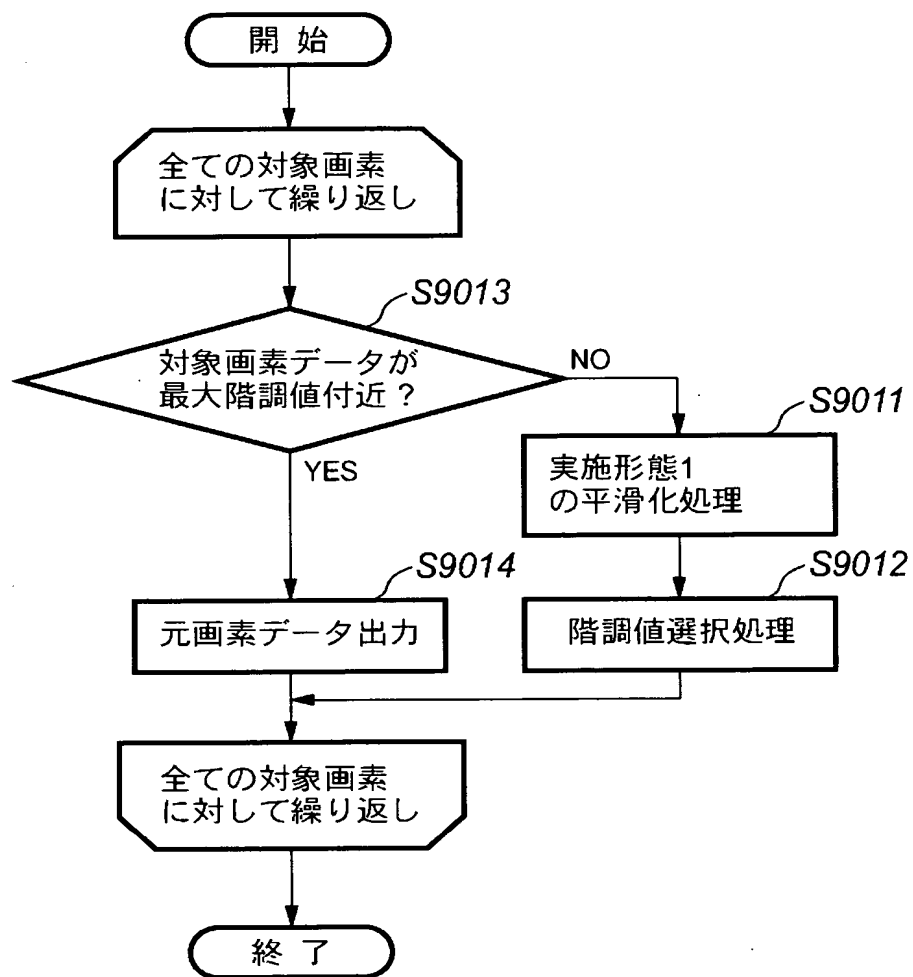 開始
全ての対象画素
に対して繰り返し
S9013
対象画素データが
最大階調値付近?
NO
YES
S9011
実施形態1
の平滑化処理
S9014
元画素データ出力
S9012
階調値選択処理
全ての対象画素
に対して繰り返し
終了